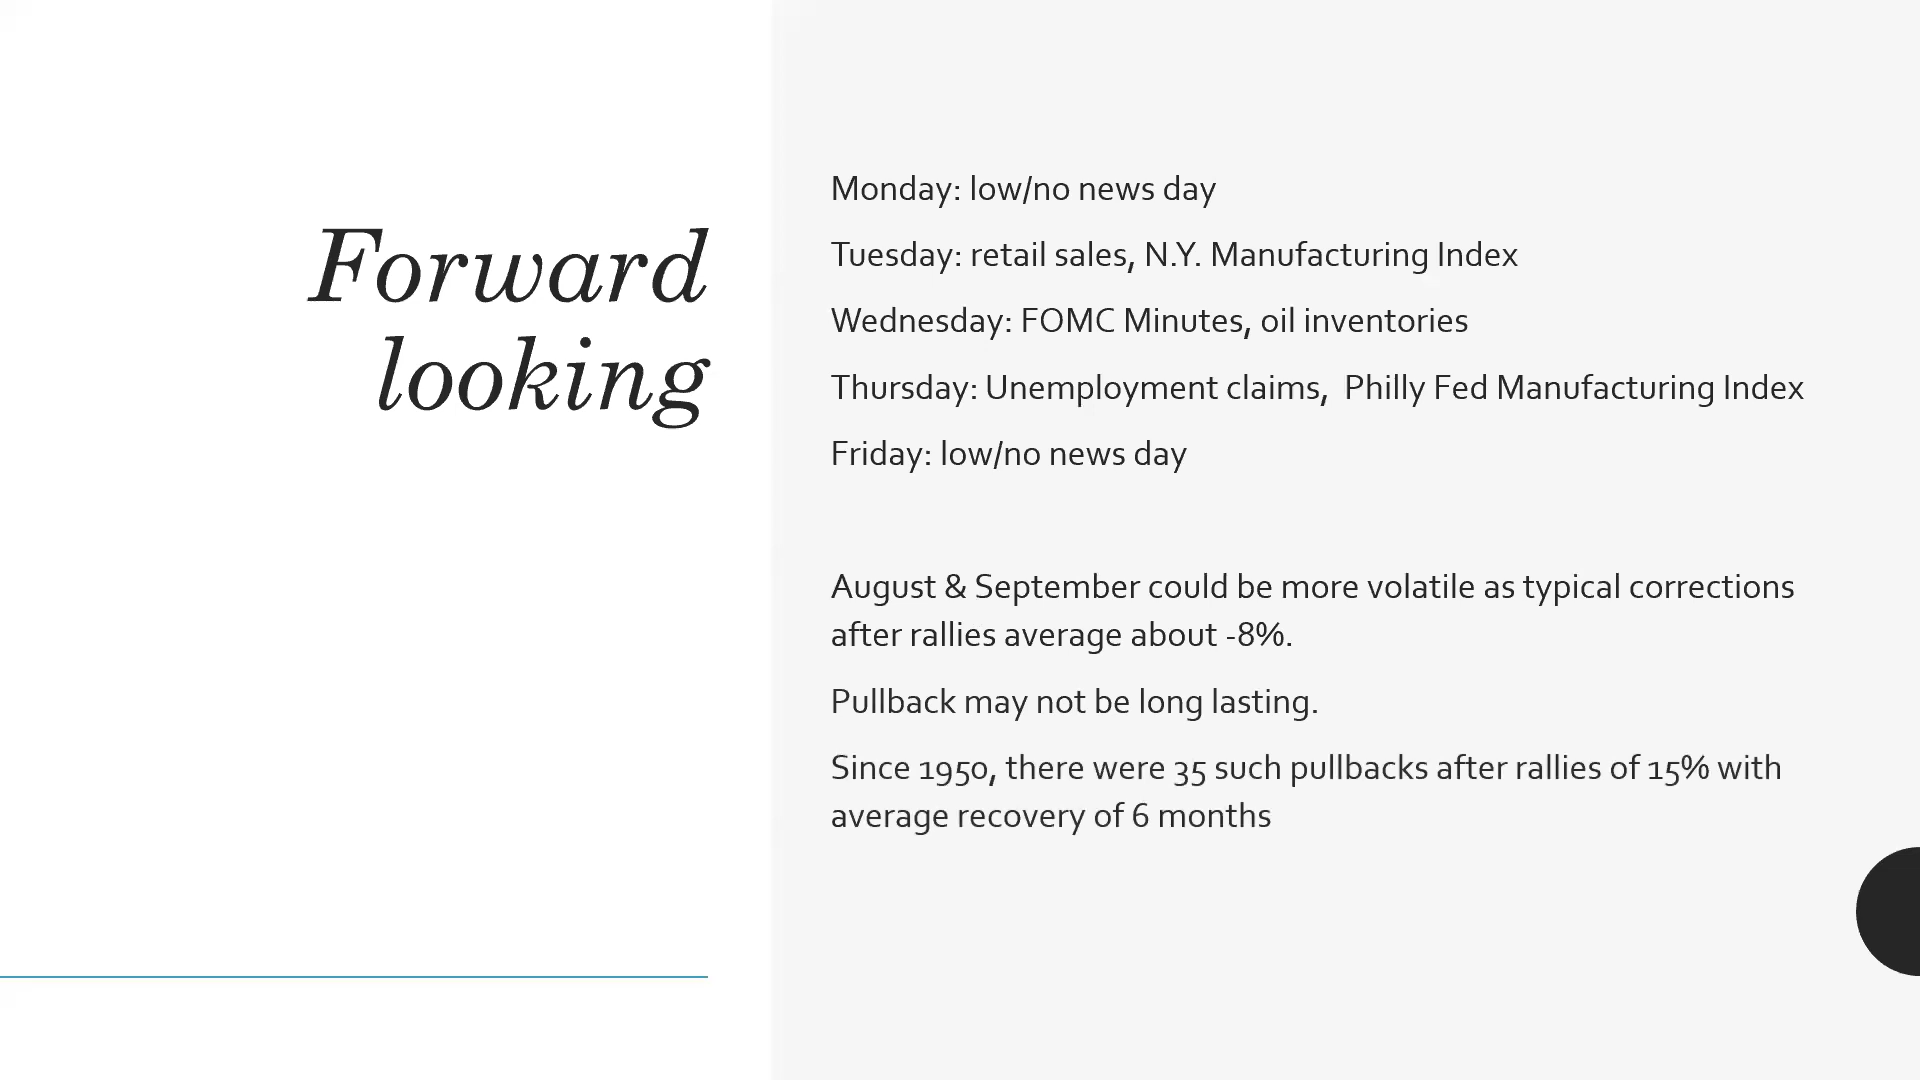 Forward
looking
Monday: low/no news day
Tuesday: retail sales, N.Y. Manufacturing Index
Wednesday: FOMC Minutes, oil inventories
Thursday: Unemployment claims,  Philly Fed Manufacturing Index
Friday: low/no news day
August & September could be more volatile as typical corrections
after rallies average about -8%.
Pullback may not be long lasting.
Since 1950, there were 35 such pullbacks after rallies of 15% with
average recovery of 6 months